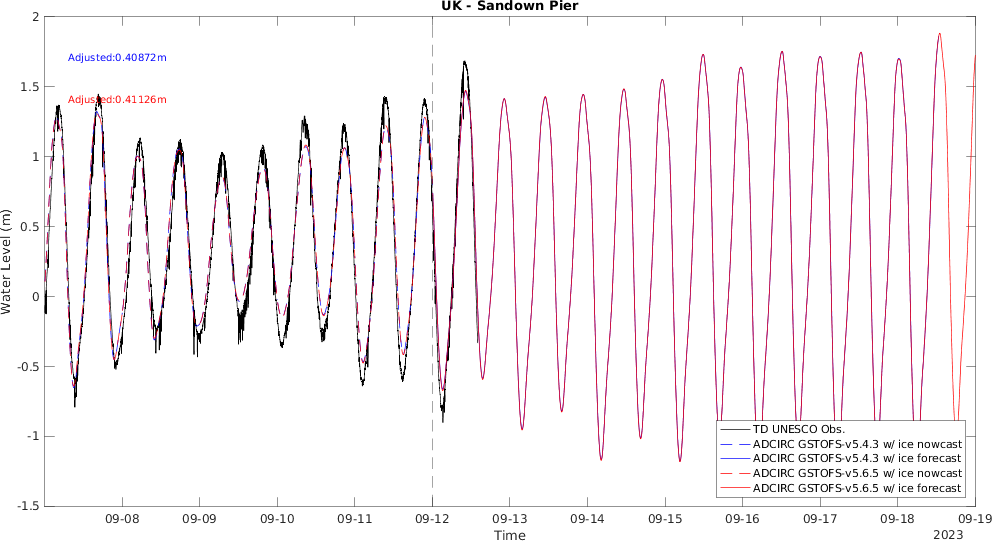 UK - Sandown Pier
Adjusted:0.40872m
Adjusted:0.41126m
Water Level (m)
2
1.5
1
0.5
0
-0.5
-1
-1.5
TD UNESCO Obs.
ADCIRC GSTOFS-v5.4.3 w/ ice nowcast
ADCIRC GSTOFS-v5.4.3 w/ ice forecast
ADCIRC GSTOFS-v5.6.5 w/ ice nowcast
ADCIRC GSTOFS-v5.6.5 w/ ice forecast
09-08 09-09 09-10 09-11 09-12 09-13 09-14 09-15 09-16 09-17 09-18 09-19
Time
2023